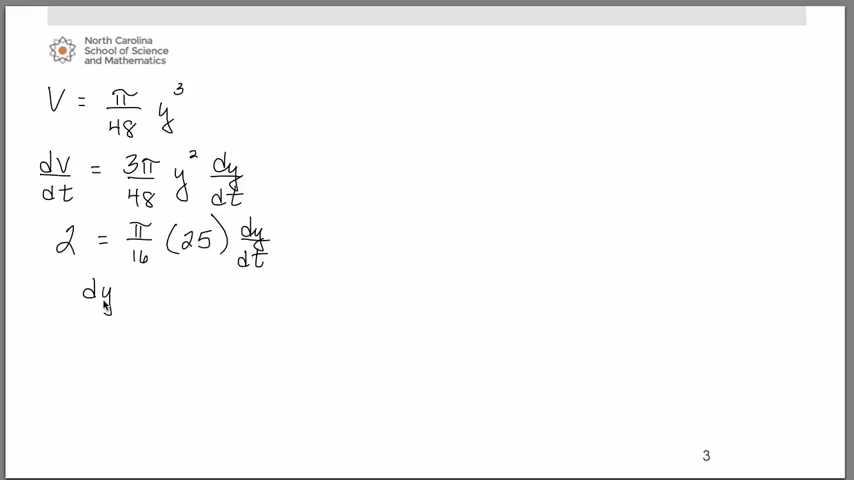 North Carolina
School of Science
and Mathematics
V = π/48 y³
dV/dt = 3π/48 y² dy/dt
2 = π/16 (25) dy/dt
dy
3